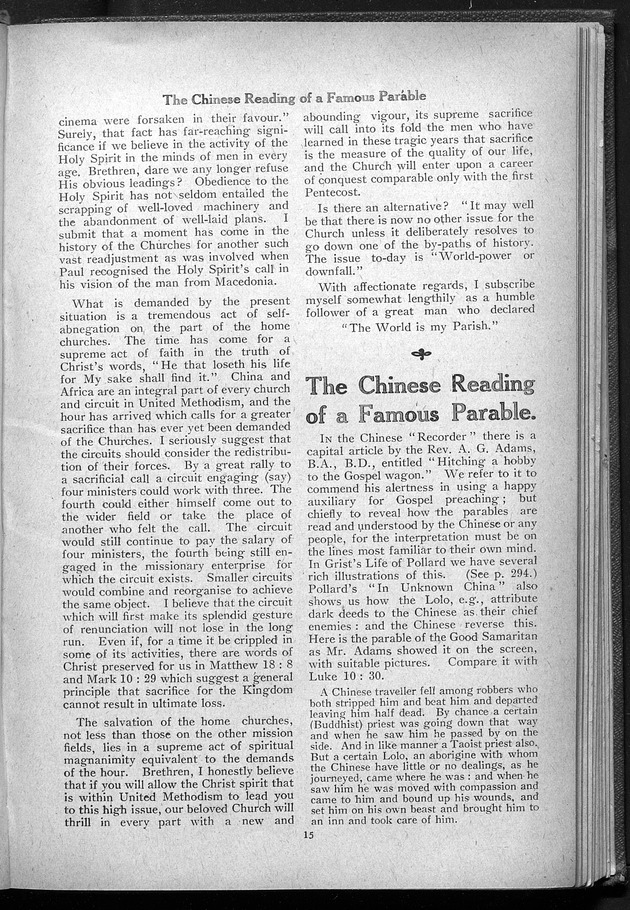 The Chinese Reading of a Famous Parable
cinema were forsaken in their favour."
Surely, that fact has far-reaching signi-
ficance if we believe in the activity of the
Holy Spirit in the minds of men in every
age. Brethren, dare we any longer refuse
His obvious leadings? Obedience to the
Holy Spirit has not seldom entailed the
scrapping of well-loved machinery and
the abandonment of well-laid plans. I
submit that a moment has come in the
history of the Churches for another such
vast readjustment as was involved when
Paul recognised the Holy Spirit's call in
his vision of the man from Macedonia.
What is demanded by the present
situation is a tremendous act of self-
abnegation on the part of the home
churches. The time has come for a
supreme act of faith in the truth of
Christ's words, "He that loseth his life
for My sake shall find it." China and
Africa are an integral part of every church
and circuit in United Methodism, and the
hour has arrived which calls for a greater
sacrifice than has ever yet been demanded
of the Churches. I seriously suggest that
the circuits should consider the redistribu-
tion of their forces. By a great rally to
a sacrificial call a circuit engaging (say)
four ministers could work with three. The
fourth could either himself come out to
the wider field or take the place of
another who felt the call. The circuit
would still continue to pay the salary of
four ministers, the fourth being still en-
gaged in the missionary enterprise for
which the circuit exists. Smaller circuits
would combine and reorganise to achieve
the same object. I believe that the circuit
which will first make its splendid gesture
of renunciation will not lose in the long
run. Even if, for a time it be crippled in
some of its activities, there are words of
Christ preserved for us in Matthew 18 : 8
and Mark 10 : 29 which suggest a general
principle that sacrifice for the Kingdom
cannot result in ultimate loss.
The salvation of the home churches,
not less than those on the other mission
fields, lies in a supreme act of spiritual
magnanimity equivalent to the demands
of the hour. Brethren, I honestly believe
that if you will allow the Christ spirit that
is within United Methodism to lead you
to this high issue, our beloved Church will
thrill in every part with a new and
abounding vigour, its supreme sacrifice
will call into its fold the men who have
learned in these tragic years that sacrifice
is the measure of the quality of our life,
and the Church will enter upon a career
of conquest comparable only with the first
Pentecost.
Is there an alternative? "It may well
be that there is now no other issue for the
Church unless it deliberately resolves to
go down one of the by-paths of history.
The issue to-day is "World-power or
downfall."
With affectionate regards, I subscribe
myself somewhat lengthily as a humble
follower of a great man who declared
"The World is my Parish."
The Chinese Reading
of a Famous Parable.
IN the Chinese "Recorder" there is a
capital article by the Rev. A. G. Adams,
B.A., B.D., entitled "Hitching a hobby
to the Gospel wagon." We refer to it to
commend his alertness in using a happy
auxiliary for Gospel preaching; but
chiefly to reveal how the parables are
read and understood by the Chinese or any
people, for the interpretation must be on
the lines most familiar to their own mind.
In Grist's Life of Pollard we have several
rich illustrations of this. (See p. 294.)
Pollard's "In Unknown China" also
shows us how the Lolo, e.g., attribute
dark deeds to the Chinese as their chief
enemies : and the Chinese reverse this.
Here is the parable of the Good Samaritan
as Mr. Adams showed it on the screen,
with suitable pictures. Compare it with
Luke 10 : 30.
A Chinese traveller fell among robbers who
both stripped him and beat him and departed
leaving him half dead. By chance a certain
(Buddhist) priest was going down that way
and when he saw him he passed by on the
side. And in like manner a Taoist priest also.
But a certain Lolo, an aborigine with whom
the Chinese have little or no dealings, as he
journeyed, came where he was : and when he
saw him he was moved with compassion and
came to him and bound up his wounds, and
set him on his own beast and brought him to
an inn and took care of him.
15